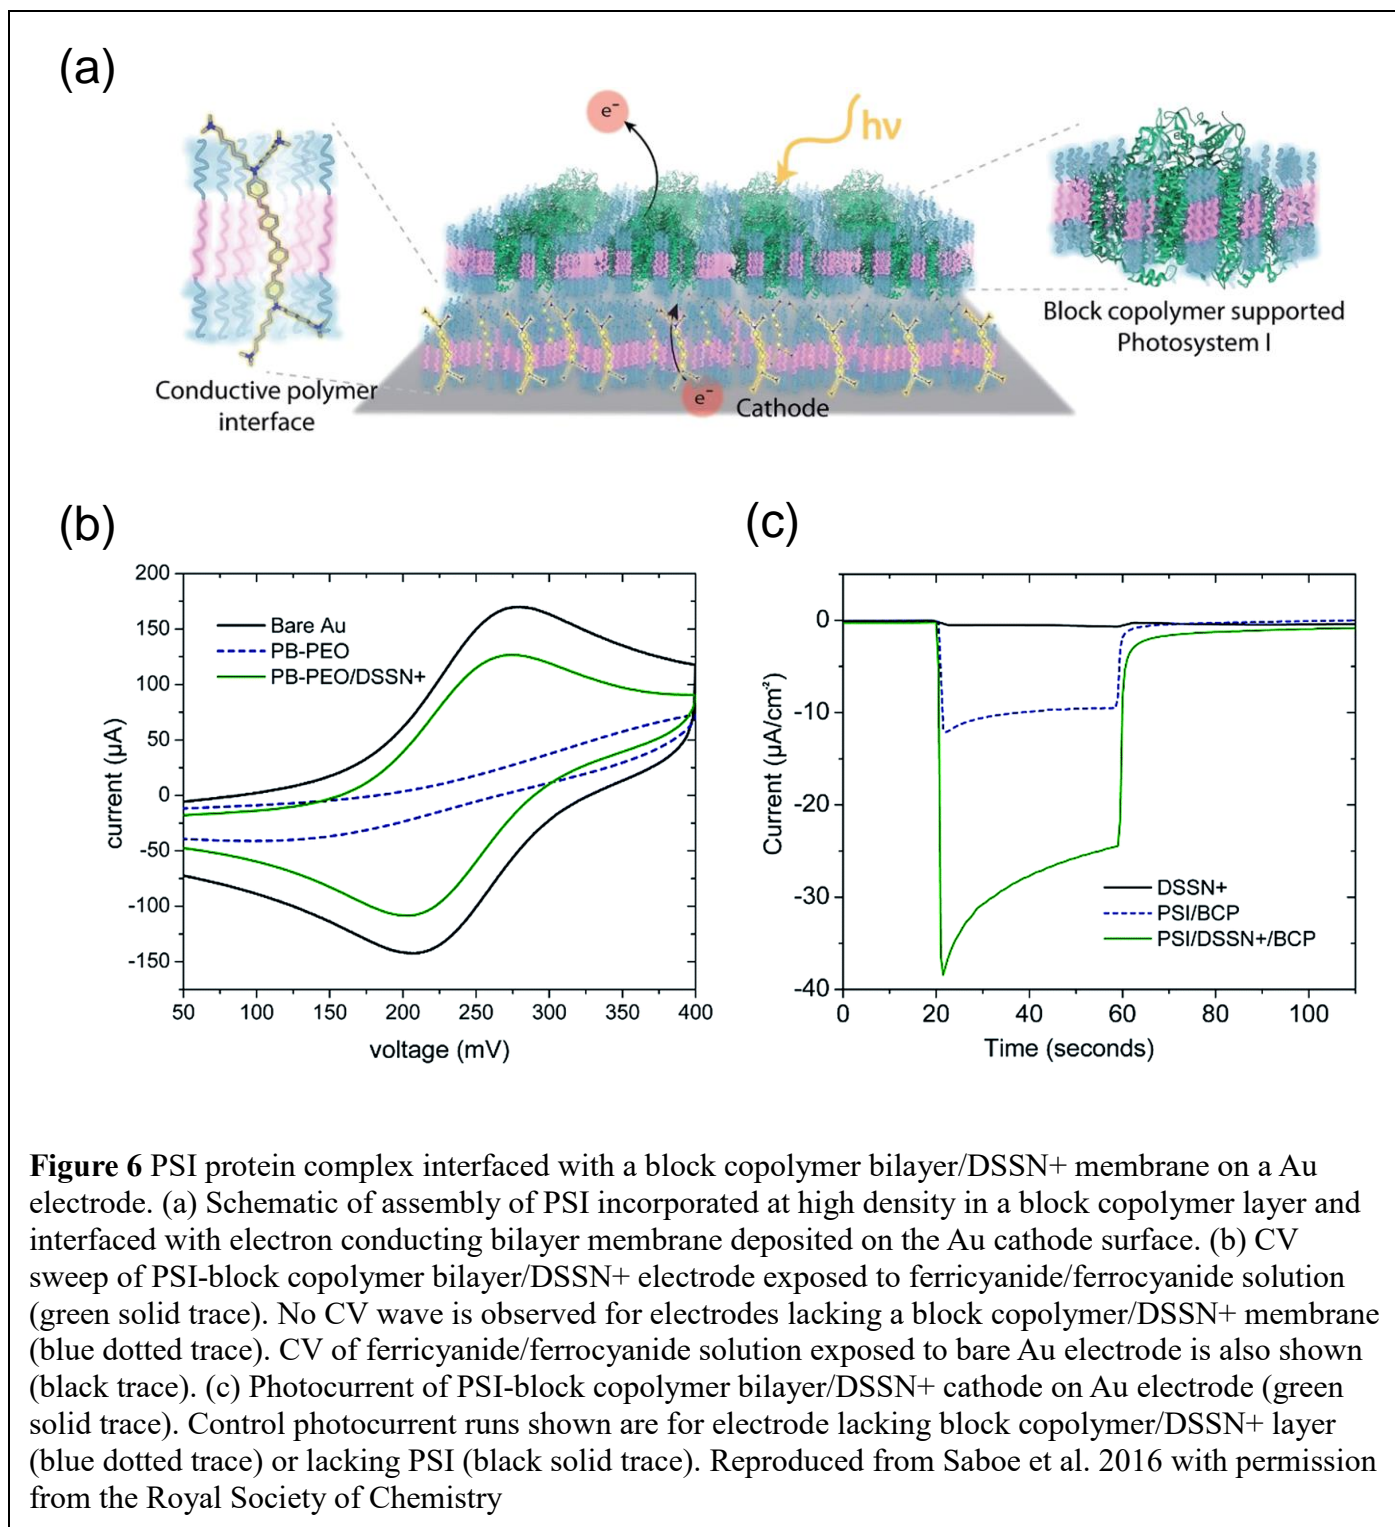 (a)
e⁻
hν
e
Conductive polymer
interface
e⁻
Cathode
Block copolymer supported
Photosystem I
(b)
200
150
100
50
0
-50
-100
-150
current (µA)
Bare Au
PB-PEO
PB-PEO/DSSN+
50 100 150 200 250 300 350 400
voltage (mV)
(c)
0
-10
-20
-30
-40
Current (µA/cm⁻²)
DSSN+
PSI/BCP
PSI/DSSN+/BCP
0 20 40 60 80 100
Time (seconds)
Figure 6 PSI protein complex interfaced with a block copolymer bilayer/DSSN+ membrane on a Au
electrode. (a) Schematic of assembly of PSI incorporated at high density in a block copolymer layer and
interfaced with electron conducting bilayer membrane deposited on the Au cathode surface. (b) CV
sweep of PSI-block copolymer bilayer/DSSN+ electrode exposed to ferricyanide/ferrocyanide solution
(green solid trace). No CV wave is observed for electrodes lacking a block copolymer/DSSN+ membrane
(blue dotted trace). CV of ferricyanide/ferrocyanide solution exposed to bare Au electrode is also shown
(black trace). (c) Photocurrent of PSI-block copolymer bilayer/DSSN+ cathode on Au electrode (green
solid trace). Control photocurrent runs shown are for electrode lacking block copolymer/DSSN+ layer
(blue dotted trace) or lacking PSI (black solid trace). Reproduced from Saboe et al. 2016 with permission
from the Royal Society of Chemistry